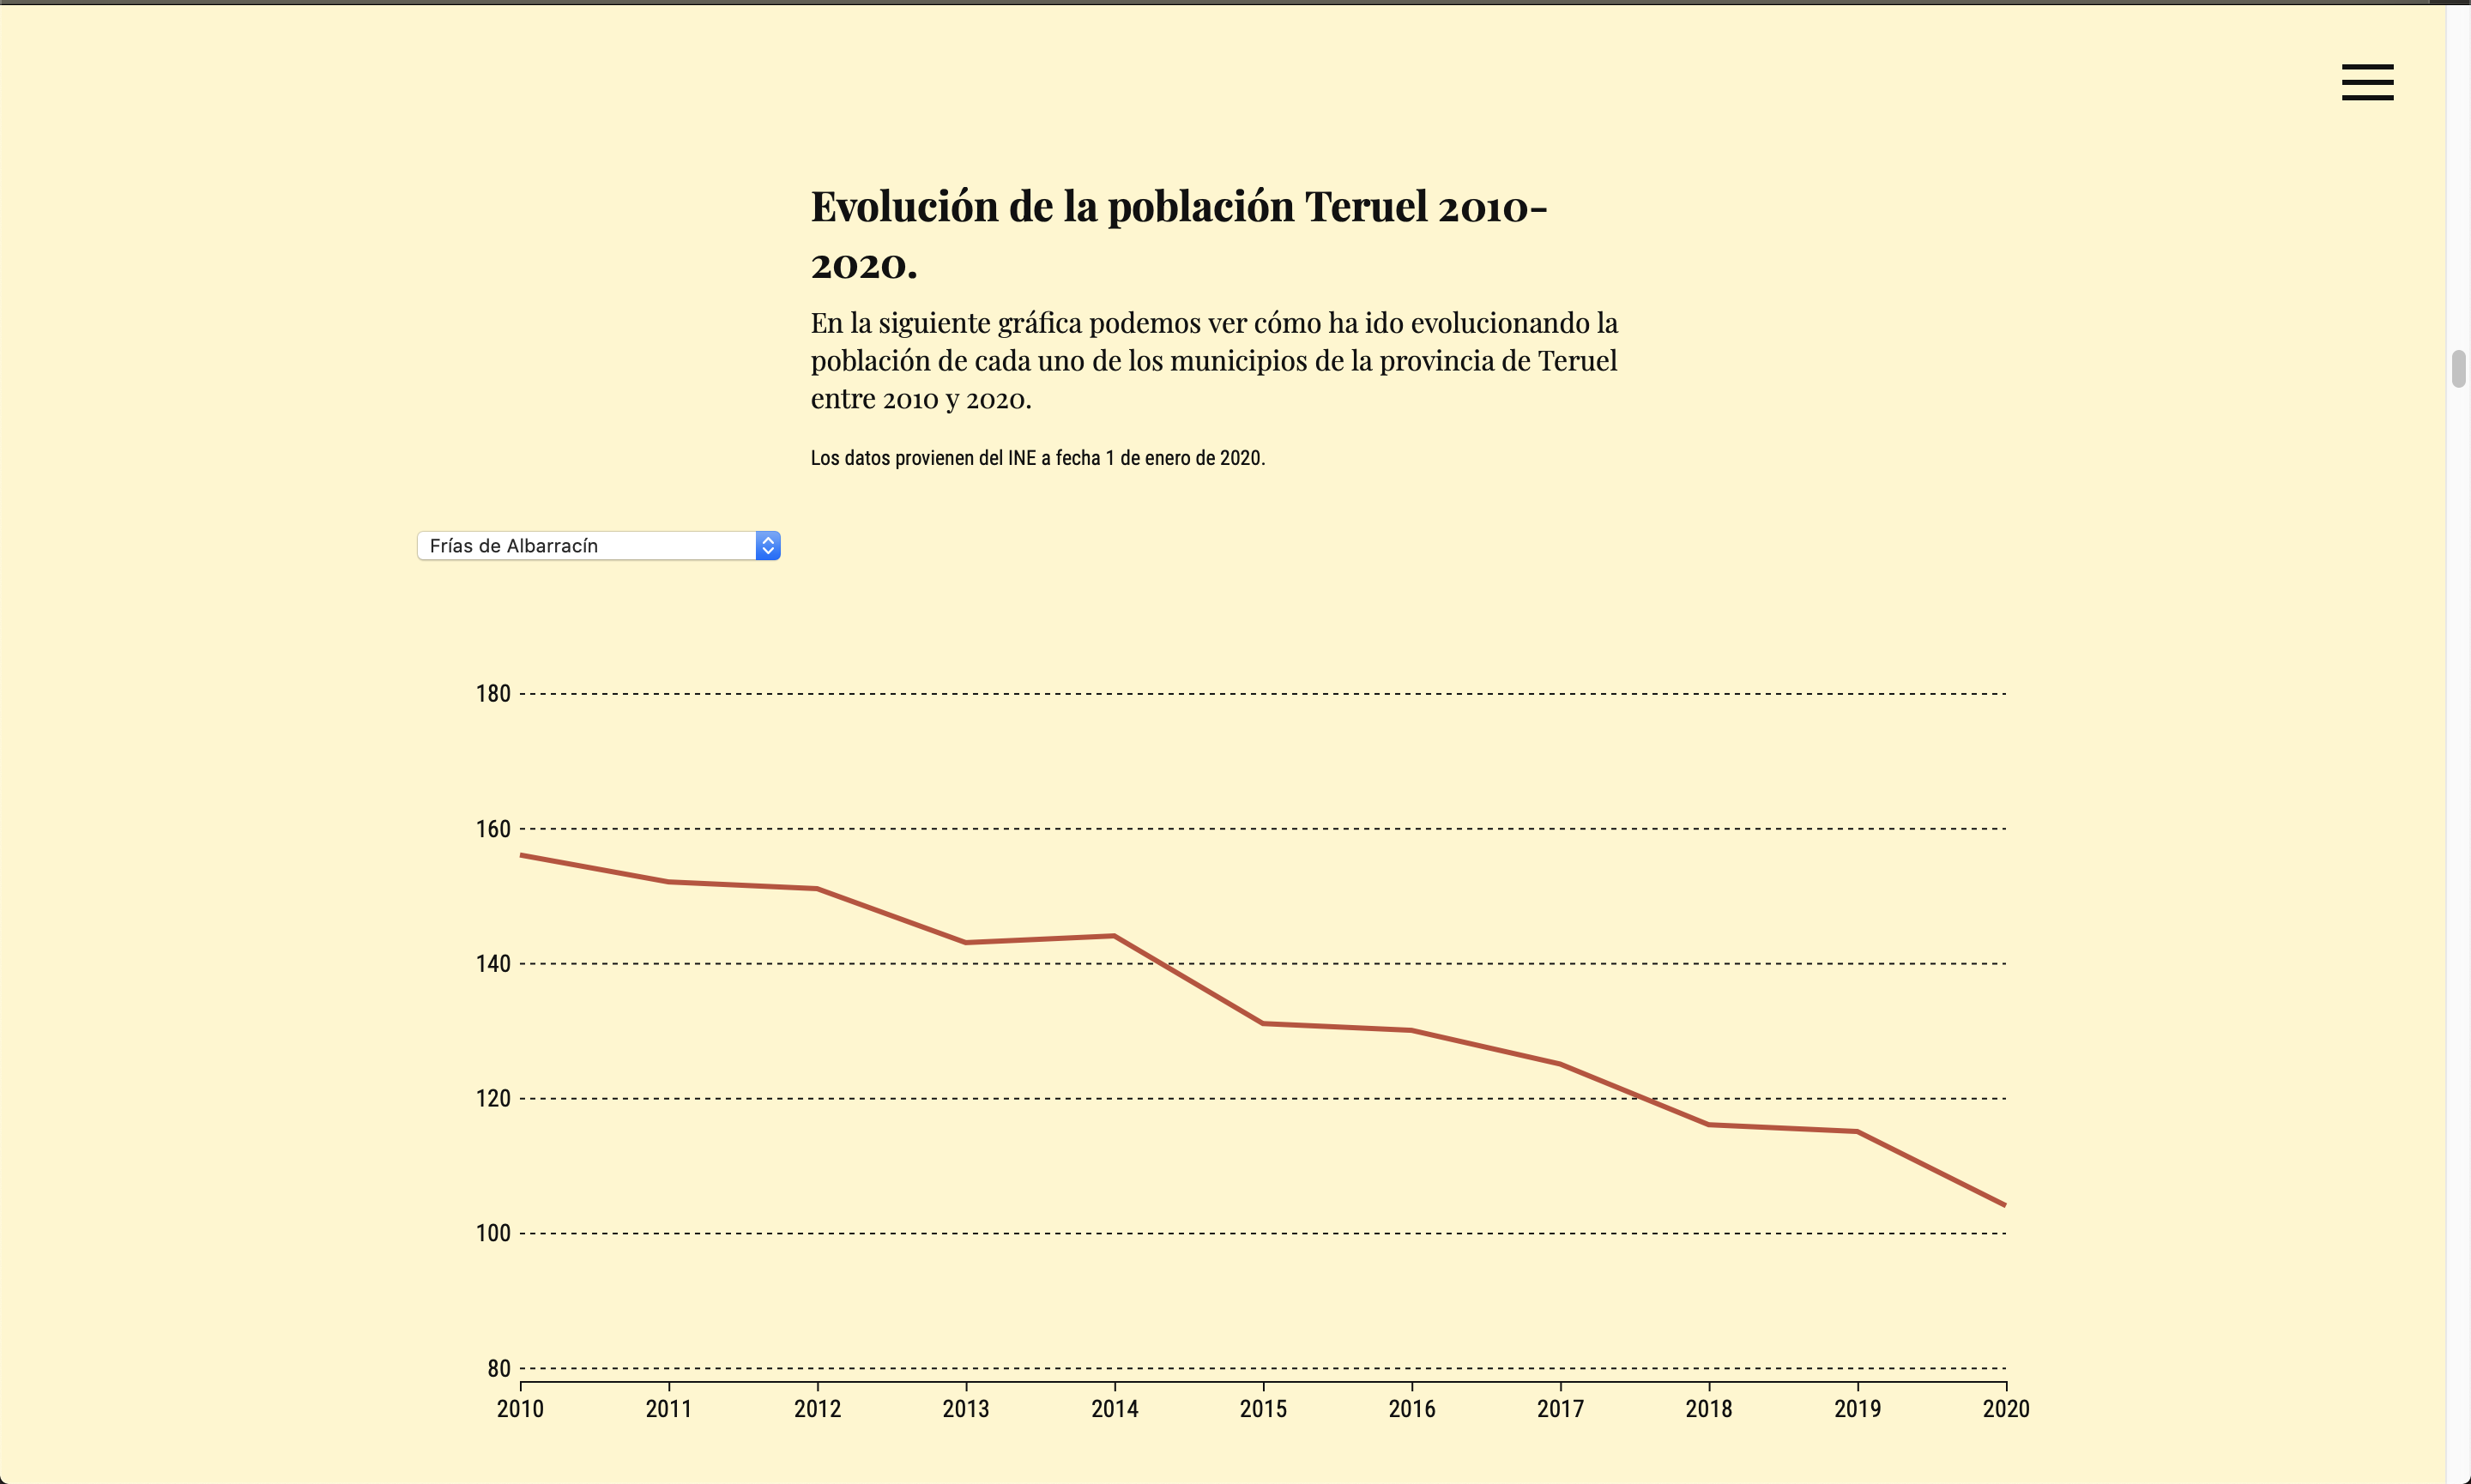 Evolución de la población Teruel 2010-
2020.
En la siguiente gráfica podemos ver cómo ha ido evolucionando la
población de cada uno de los municipios de la provincia de Teruel
entre 2010 y 2020.
Los datos provienen del INE a fecha 1 de enero de 2020.
Frías de Albarracín
180
160
140
120
100
80
2010 2011 2012 2013 2014 2015 2016 2017 2018 2019 2020